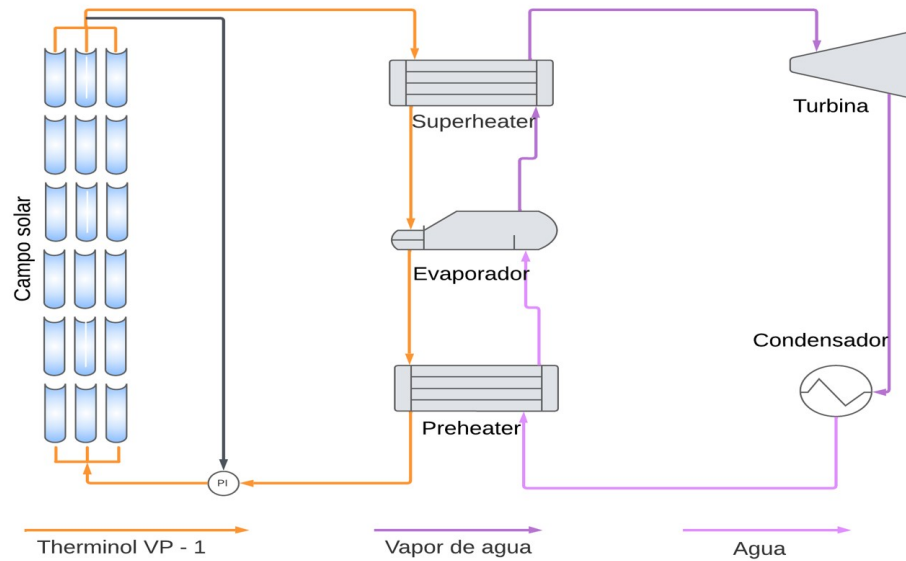 Superheater
Turbina
Campo solar
Evaporador
Condensador
Preheater
PI
Therminol VP - 1
Vapor de agua
Agua